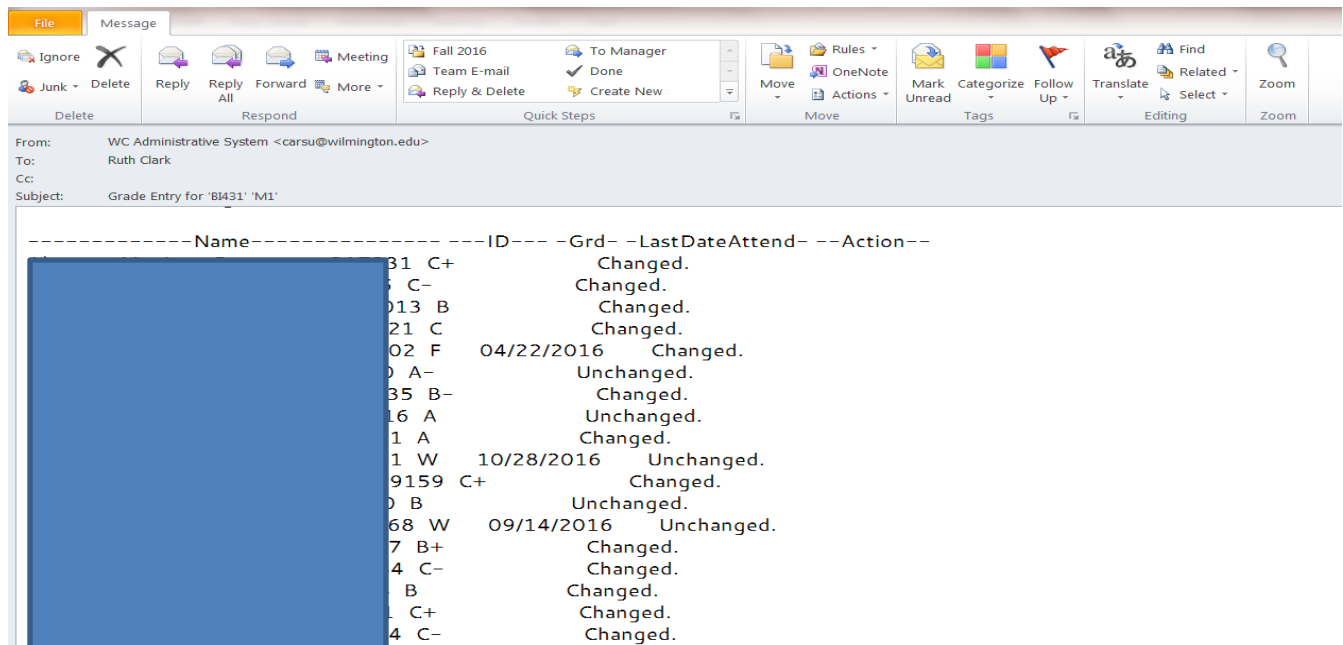 File Message
Ignore Delete Reply Reply All Forward Meeting Fall 2016 To Manager Move Rules Mark Unread Categorize Follow Up Translate Find Zoom
Team E-mail Done OneNote Related
Junk More Reply & Delete Create New Actions Select
Delete Respond Quick Steps Move Tags Editing Zoom
From: WC Administrative System <carsu@wilmington.edu>
To: Ruth Clark
Cc:
Subject: Grade Entry for 'BI431' 'M1'
-------------Name--------------- ---ID--- -Grd- -LastDateAttend- --Action--
31 C+ Changed.
C- Changed.
013 B Changed.
21 C Changed.
02 F 04/22/2016 Changed.
A- Unchanged.
35 B- Changed.
16 A Unchanged.
1 A Changed.
1 W 10/28/2016 Unchanged.
9159 C+ Changed.
B Unchanged.
68 W 09/14/2016 Unchanged.
7 B+ Changed.
4 C- Changed.
B Changed.
C+ Changed.
4 C- Changed.